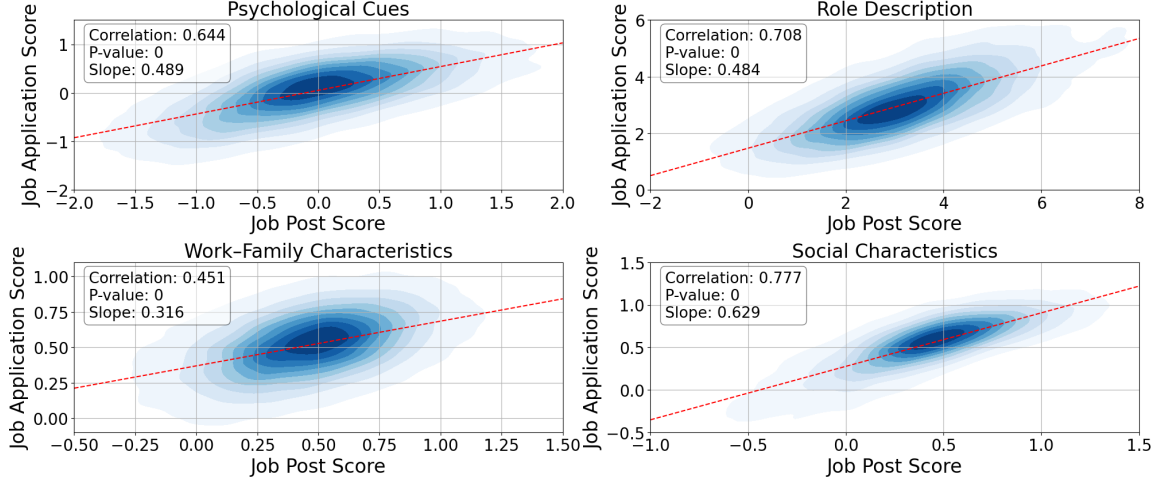 Psychological Cues
Correlation: 0.644
P-value: 0
Slope: 0.489
Job Application Score
1
0
−1
−2
−2.0 −1.5 −1.0 −0.5 0.0 0.5 1.0 1.5 2.0
Job Post Score
Role Description
Correlation: 0.708
P-value: 0
Slope: 0.484
Job Application Score
6
4
2
0
−2 0 2 4 6 8
Job Post Score
Work–Family Characteristics
Correlation: 0.451
P-value: 0
Slope: 0.316
Job Application Score
1.00
0.75
0.50
0.25
0.00
−0.50 −0.25 0.00 0.25 0.50 0.75 1.00 1.25 1.50
Job Post Score
Social Characteristics
Correlation: 0.777
P-value: 0
Slope: 0.629
Job Application Score
1.5
1.0
0.5
0.0
−0.5
−1.0 −0.5 0.0 0.5 1.0 1.5
Job Post Score